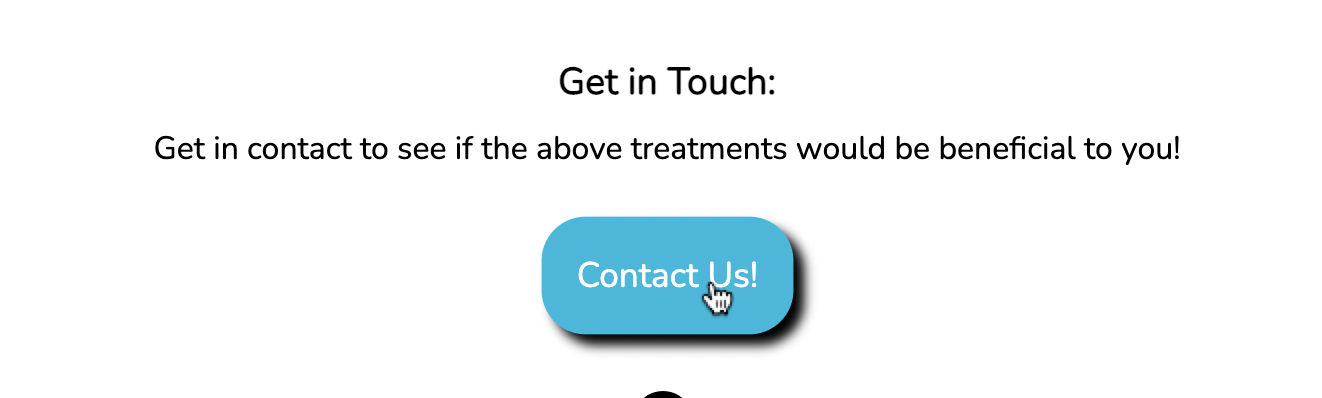 Get in Touch:
Get in contact to see if the above treatments would be beneficial to you!
Contact Us!